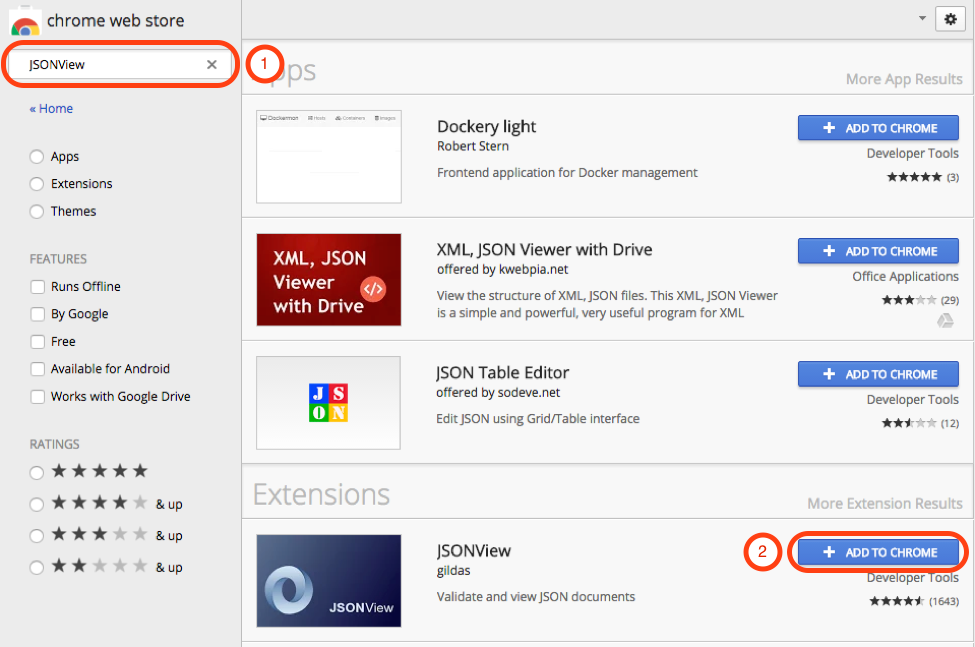 chrome web store
JSONView
1
« Home
Apps
Extensions
Themes
FEATURES
Runs Offline
By Google
Free
Available for Android
Works with Google Drive
RATINGS
& up
& up
& up
Apps
More App Results
Dockerman Hosts Containers Images
Dockery light
Robert Stern
Frontend application for Docker management
ADD TO CHROME
Developer Tools
(3)
XML, JSON
Viewer
with Drive
XML, JSON Viewer with Drive
offered by kwebpia.net
View the structure of XML, JSON files. This XML, JSON Viewer
is a simple and powerful, very useful program for XML
ADD TO CHROME
Office Applications
(29)
JS
ON
JSON Table Editor
offered by sodeve.net
Edit JSON using Grid/Table interface
ADD TO CHROME
Developer Tools
(12)
Extensions
More Extension Results
JSONView
JSONView
gildas
Validate and view JSON documents
2
ADD TO CHROME
Developer Tools
(1643)